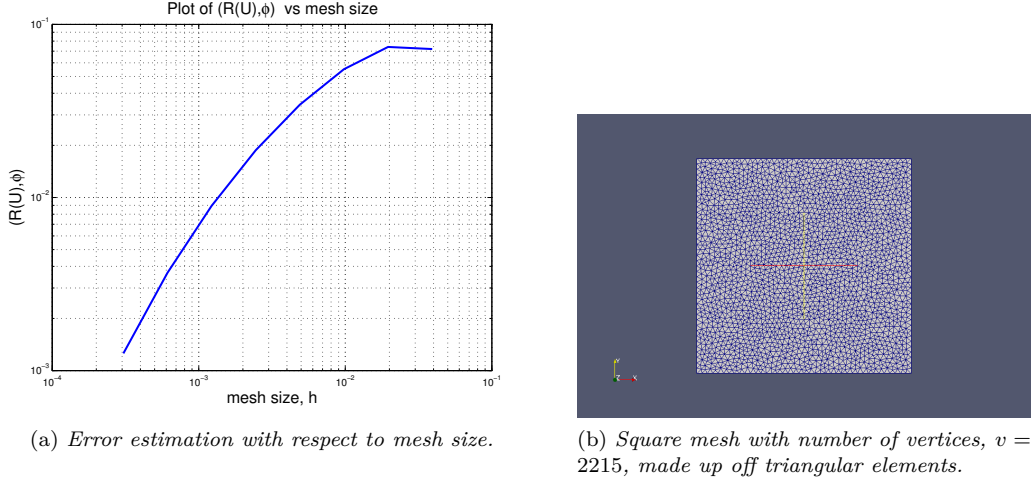 Plot of (R(U),ϕ)  vs mesh size
10⁻¹
10⁻²
10⁻³
(R(U),ϕ)
10⁻⁴
10⁻³
10⁻²
10⁻¹
mesh size, h
(a) Error estimation with respect to mesh size.
Y
Z
X
(b) Square mesh with number of vertices, v =
2215, made up off triangular elements.